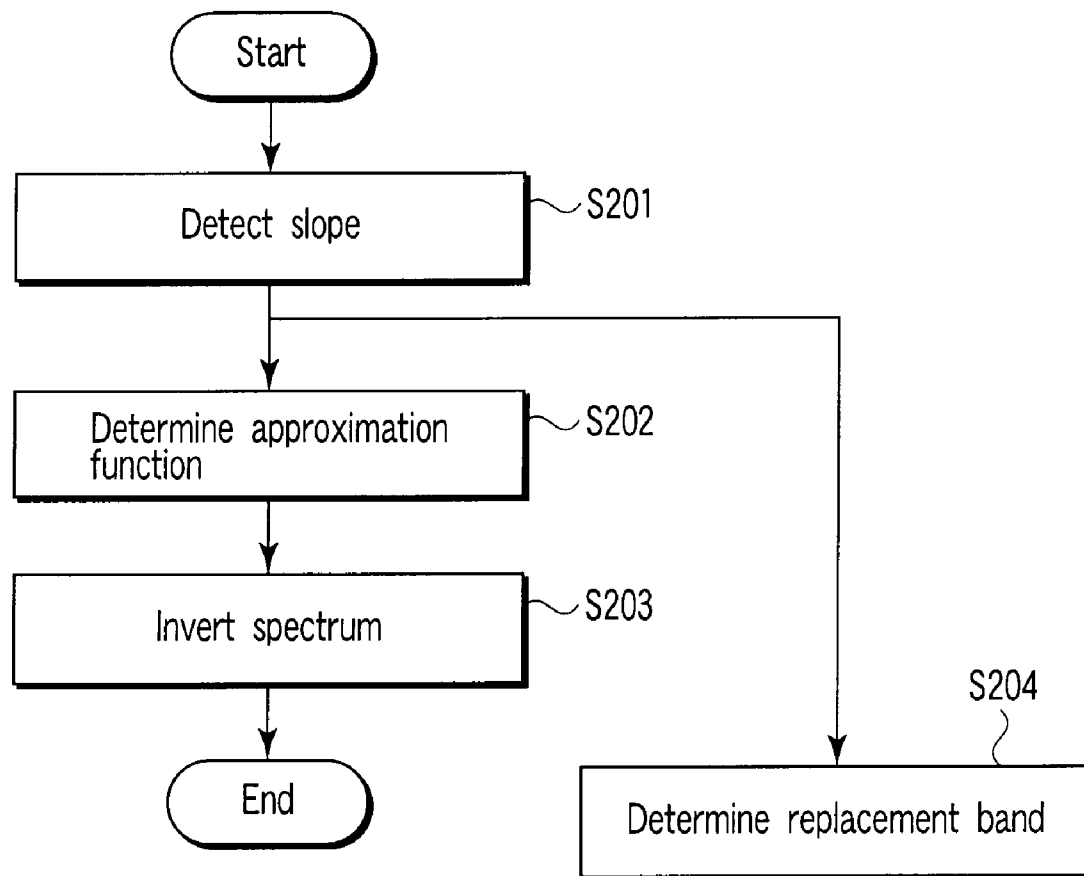 Start
Detect slope
S201
Determine approximation
function
S202
Invert spectrum
S203
End
S204
Determine replacement band